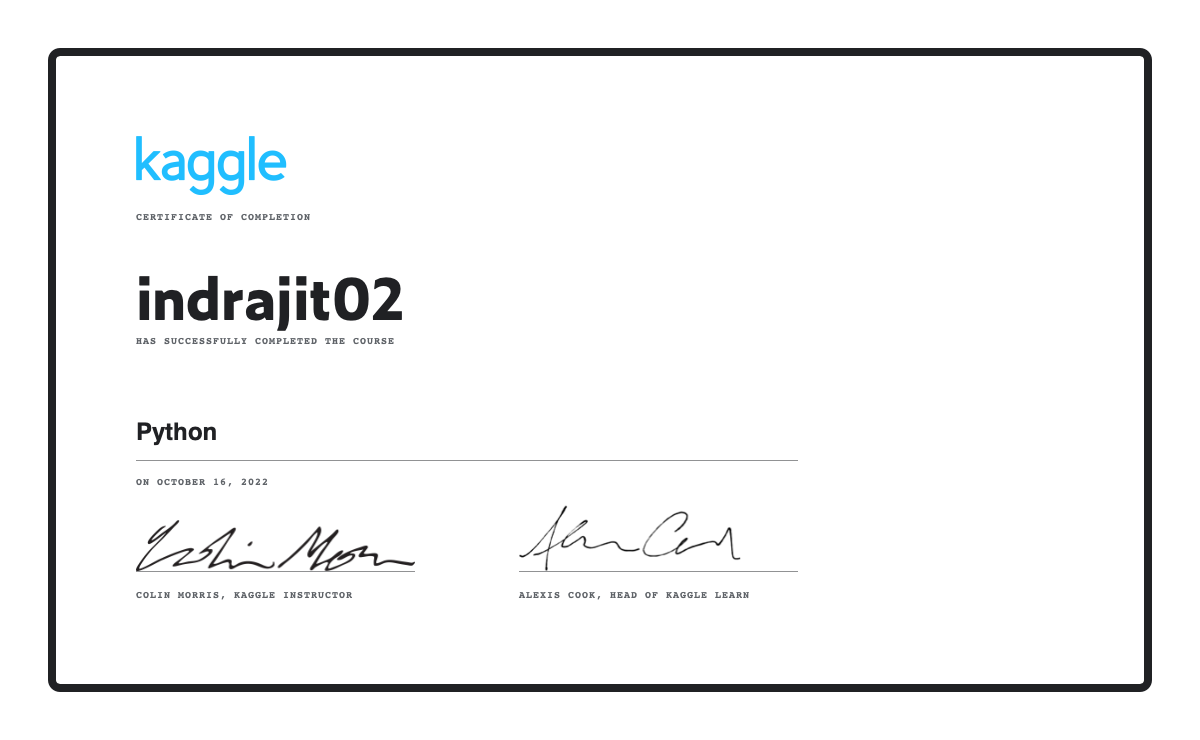 kaggle
CERTIFICATE OF COMPLETION
indrajit02
HAS SUCCESSFULLY COMPLETED THE COURSE
Python
ON OCTOBER 16, 2022
Colin Morris
Alexis Cook
COLIN MORRIS, KAGGLE INSTRUCTOR
ALEXIS COOK, HEAD OF KAGGLE LEARN